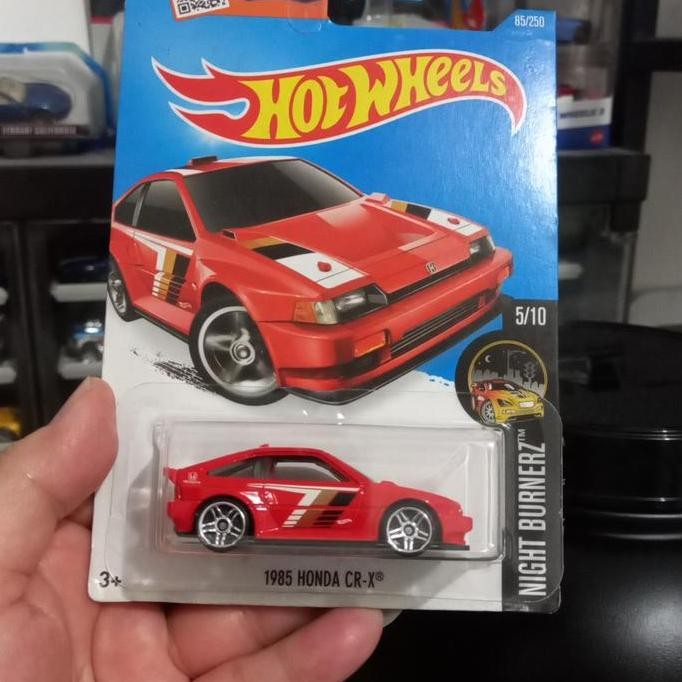 85/250
HOT WHEELS
5/10
NIGHT BURNERZ™
3+
1985 HONDA CR-X®